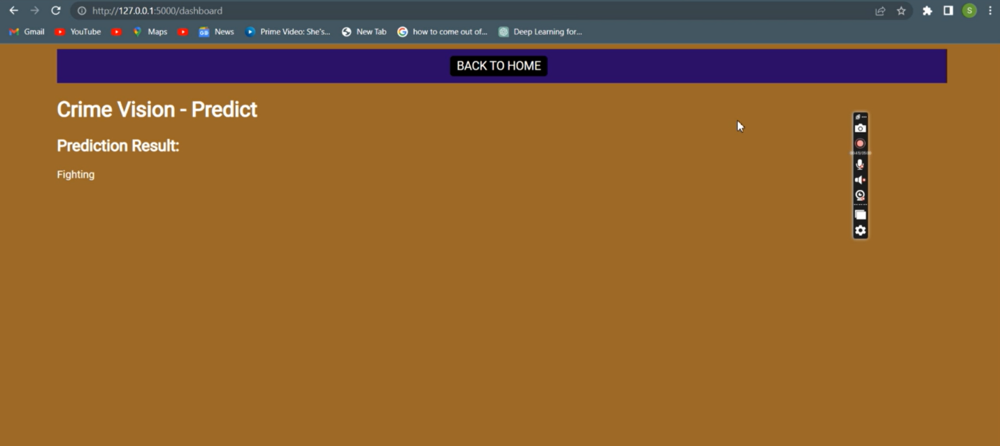 http://127.0.0.1:5000/dashboard
S
Gmail YouTube Maps News Prime Video: She's... New Tab how to come out of... Deep Learning for...
BACK TO HOME
Crime Vision - Predict
Prediction Result:
Fighting